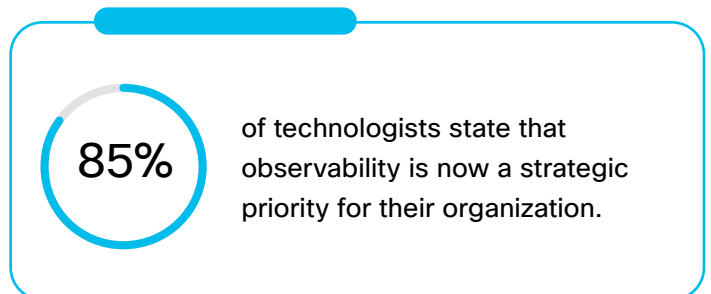 85%
of technologists state that
observability is now a strategic
priority for their organization.